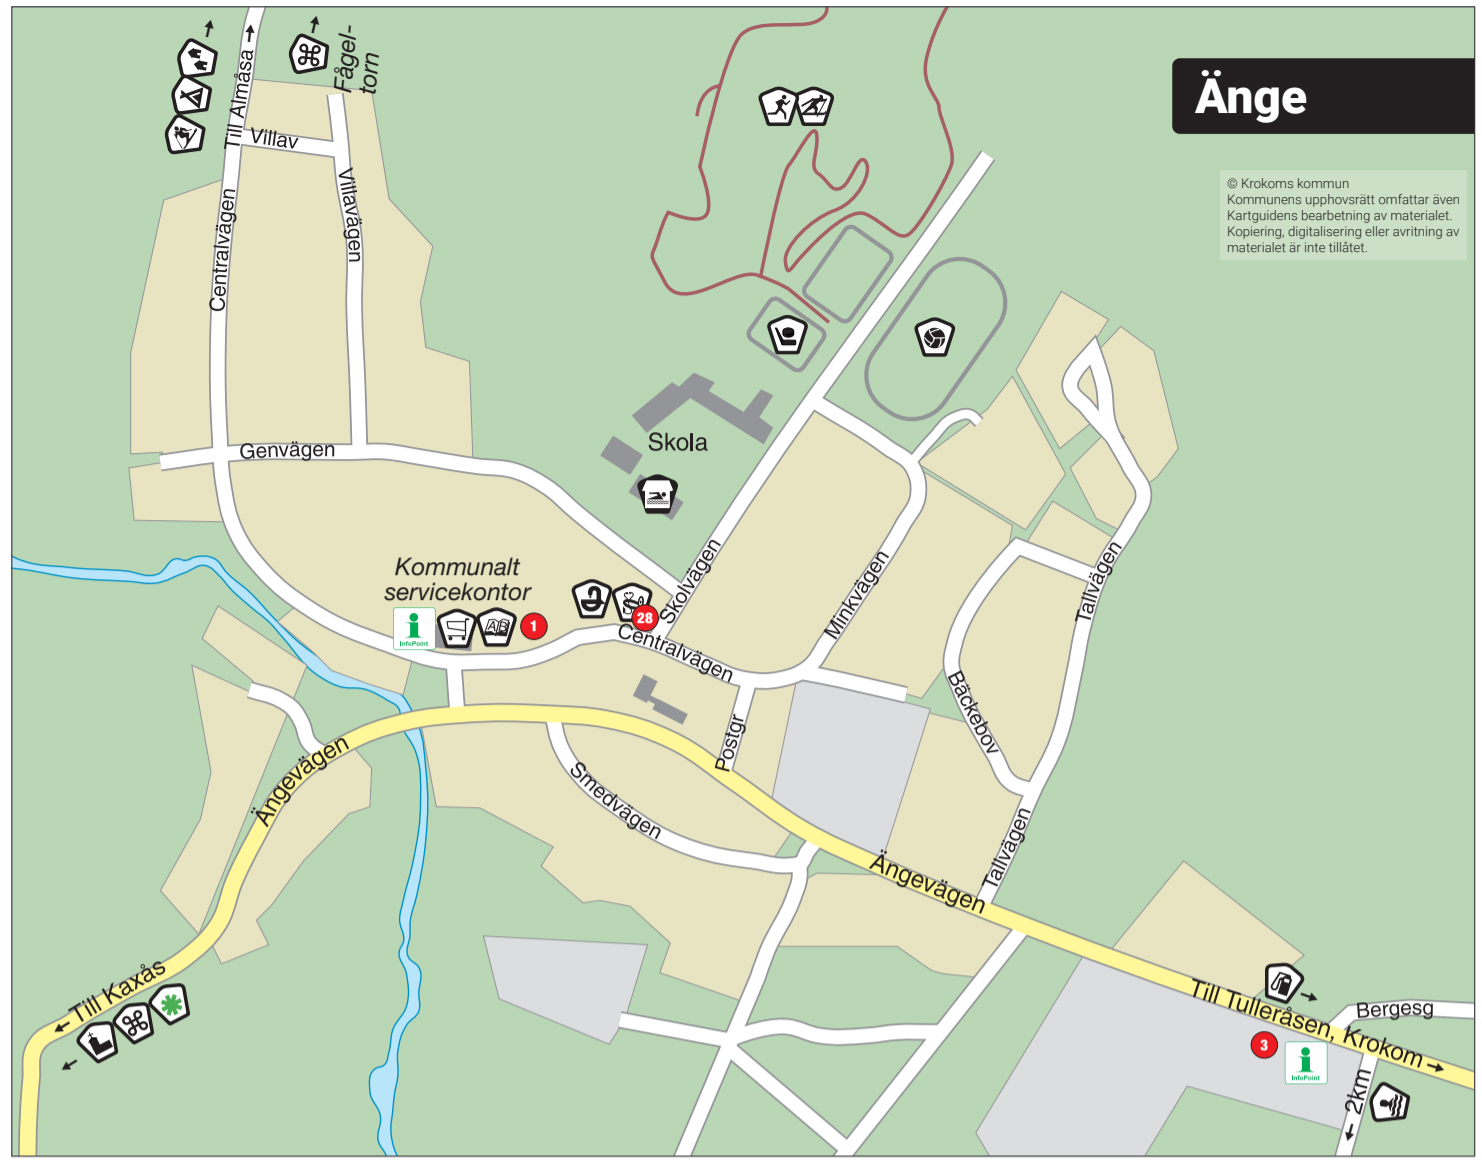 Änge
© Krokoms kommun
Kommunens upphovsrätt omfattar även
Kartguidens bearbetning av materialet.
Kopiering, digitalisering eller avritning av
materialet är inte tillåtet.
Till Almåsa
Fågel-
torn
Villav
Villavägen
Centralvägen
Genvägen
Skola
Kommunalt
servicekontor
InfoPoint
AB
1
28
Skolvägen
Centralvägen
Minkvägen
Tallvägen
Bäckebov
Postgr
Smedvägen
Ängevägen
Ängevägen
Tallvägen
Till Kaxås
Till Tulleråsen, Krokom
Bergesg
3
InfoPoint
2km